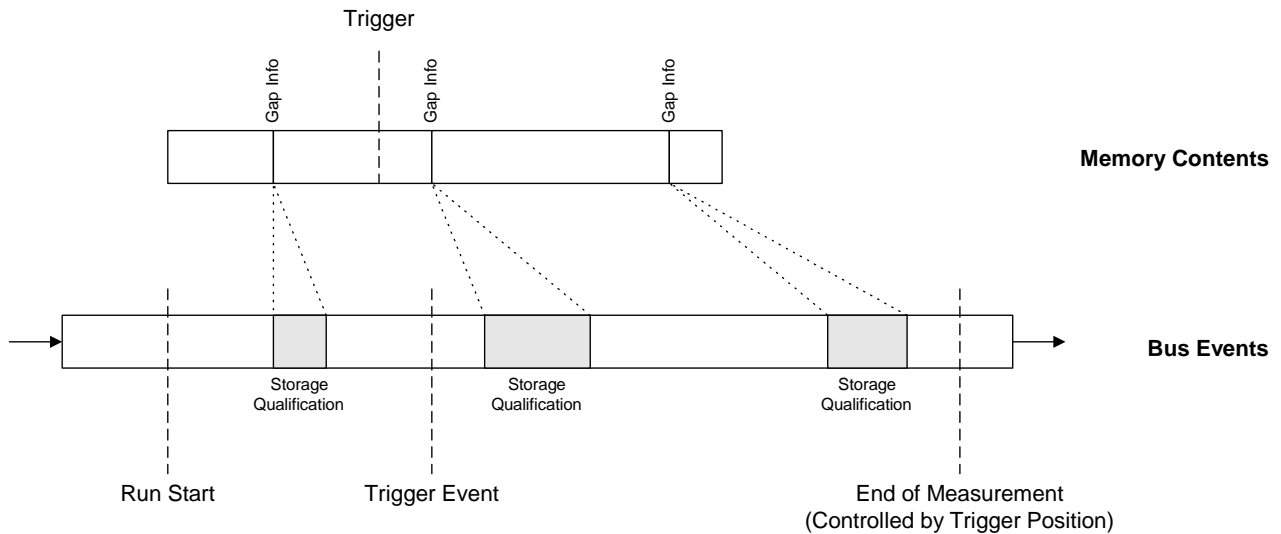 Trigger
Gap Info
Gap Info
Gap Info
Memory Contents
Bus Events
Storage
Qualification
Storage
Qualification
Storage
Qualification
Run Start
Trigger Event
End of Measurement
(Controlled by Trigger Position)